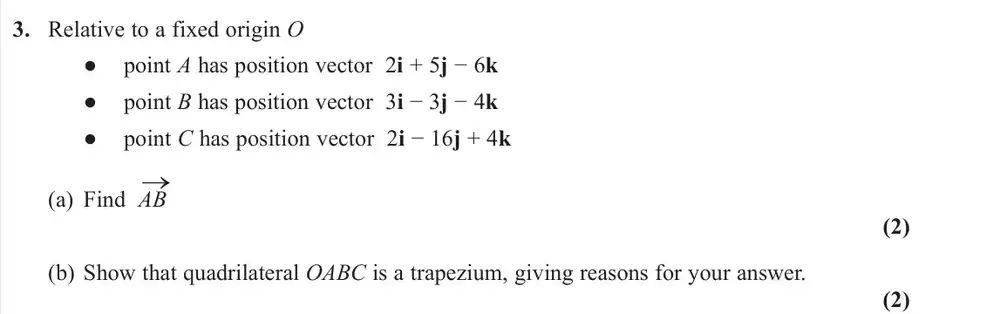 3. Relative to a fixed origin O
• point A has position vector 2i + 5j − 6k
• point B has position vector 3i − 3j − 4k
• point C has position vector 2i − 16j + 4k
(a) Find \overrightarrow{AB}
(2)
(b) Show that quadrilateral OABC is a trapezium, giving reasons for your answer.
(2)